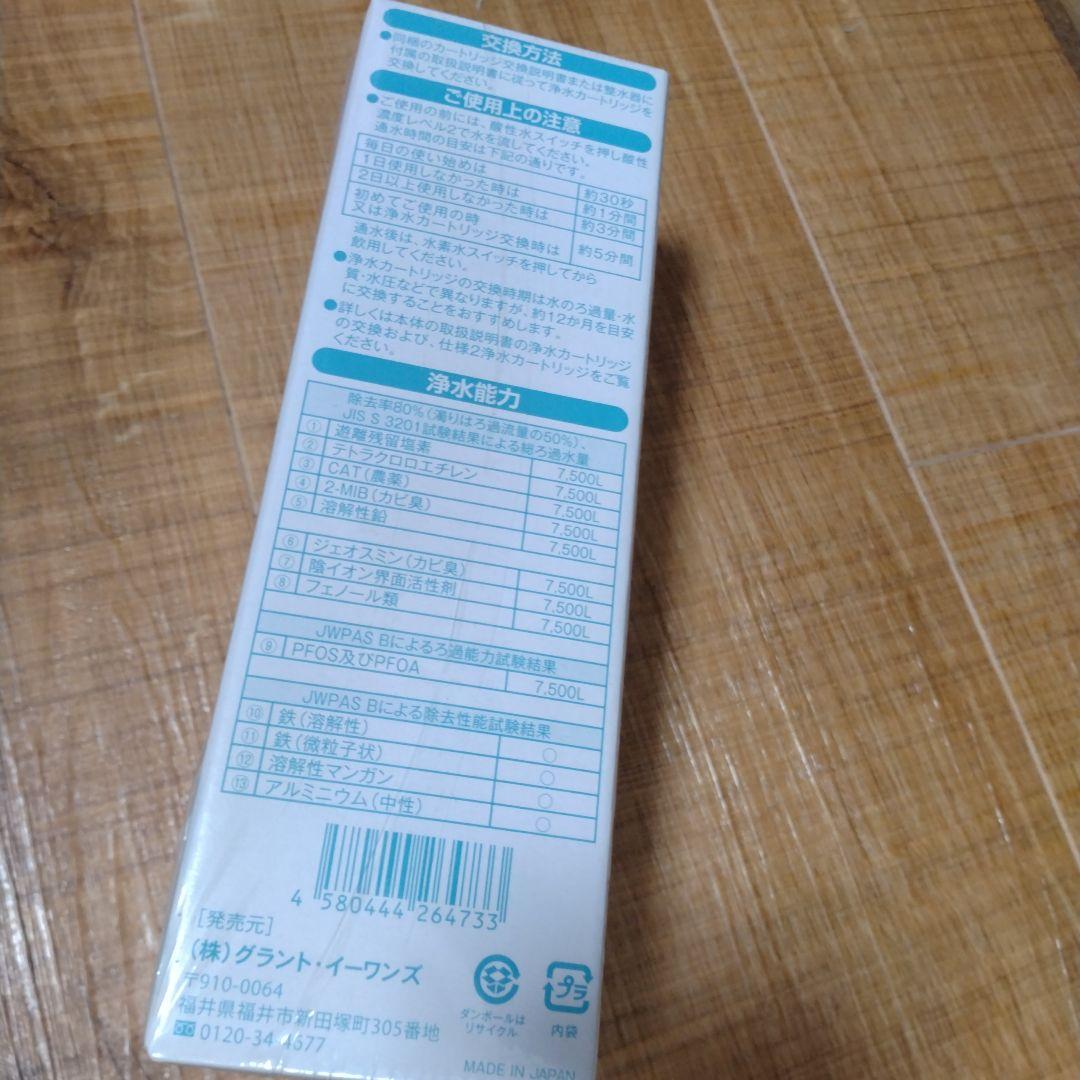 交換方法
●同梱のカートリッジ交換説明書または整水器に
付属の取扱説明書に従って浄水カートリッジを
交換してください。
ご使用上の注意
●ご使用の前には、酸性水スイッチを押し酸性
濃度レベル2で水を流してください。
通水時間の目安は下記の通りです。
毎日の使い始めは 約30秒
1日使用しなかった時は 約1分間
2日以上使用しなかった時は 約3分間
初めてご使用の時
又は浄水カートリッジ交換時は 約5分間
通水後は、水素水スイッチを押してから
飲用してください。
●浄水カートリッジの交換時期は水のろ過量・水
質・水圧などで異なりますが、約12か月を目安
に交換することをおすすめします。
●詳しくは本体の取扱説明書の浄水カートリッジ
の交換および、仕様2浄水カートリッジをご覧
ください。
浄水能力
除去率80%(濁りはろ過流量の50%)、
JIS S 3201試験結果による総ろ過水量
① 遊離残留塩素 7,500L
② テトラクロロエチレン 7,500L
③ CAT(農薬) 7,500L
④ 2-MIB(カビ臭) 7,500L
⑤ 溶解性鉛 7,500L
⑥ ジェオスミン(カビ臭) 7,500L
⑦ 陰イオン界面活性剤 7,500L
⑧ フェノール類 7,500L
JWPAS Bによるろ過能力試験結果
⑨ PFOS及びPFOA 7,500L
JWPAS Bによる除去性能試験結果
⑩ 鉄(溶解性) ○
⑪ 鉄(微粒子状) ○
⑫ 溶解性マンガン ○
⑬ アルミニウム(中性) ○
4 580444 264733
[発売元]
(株)グラント・イーワンズ
〒910-0064
福井県福井市新田塚町305番地
0120-34-4677
ダンボールは
リサイクル
プラ
内袋
MADE IN JAPAN